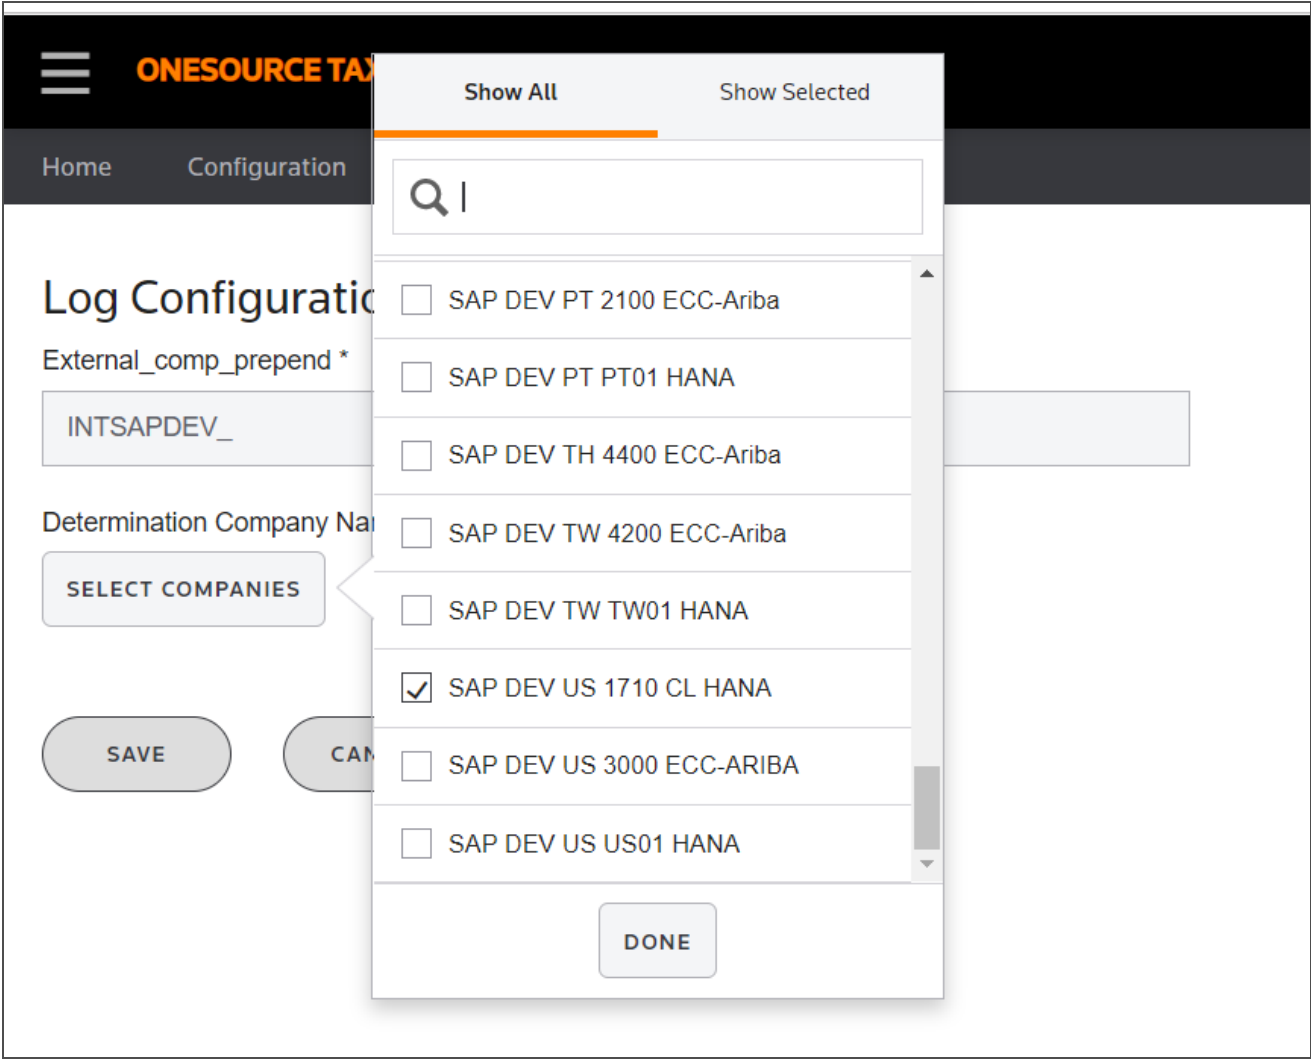 ONESOURCE TAX
Show All
Show Selected
Home
Configuration
Log Configuratio
External_comp_prepend *
INTSAPDEV_
Determination Company Nar
SELECT COMPANIES
SAVE
CAN
SAP DEV PT 2100 ECC-Ariba
SAP DEV PT PT01 HANA
SAP DEV TH 4400 ECC-Ariba
SAP DEV TW 4200 ECC-Ariba
SAP DEV TW TW01 HANA
SAP DEV US 1710 CL HANA
SAP DEV US 3000 ECC-ARIBA
SAP DEV US US01 HANA
DONE